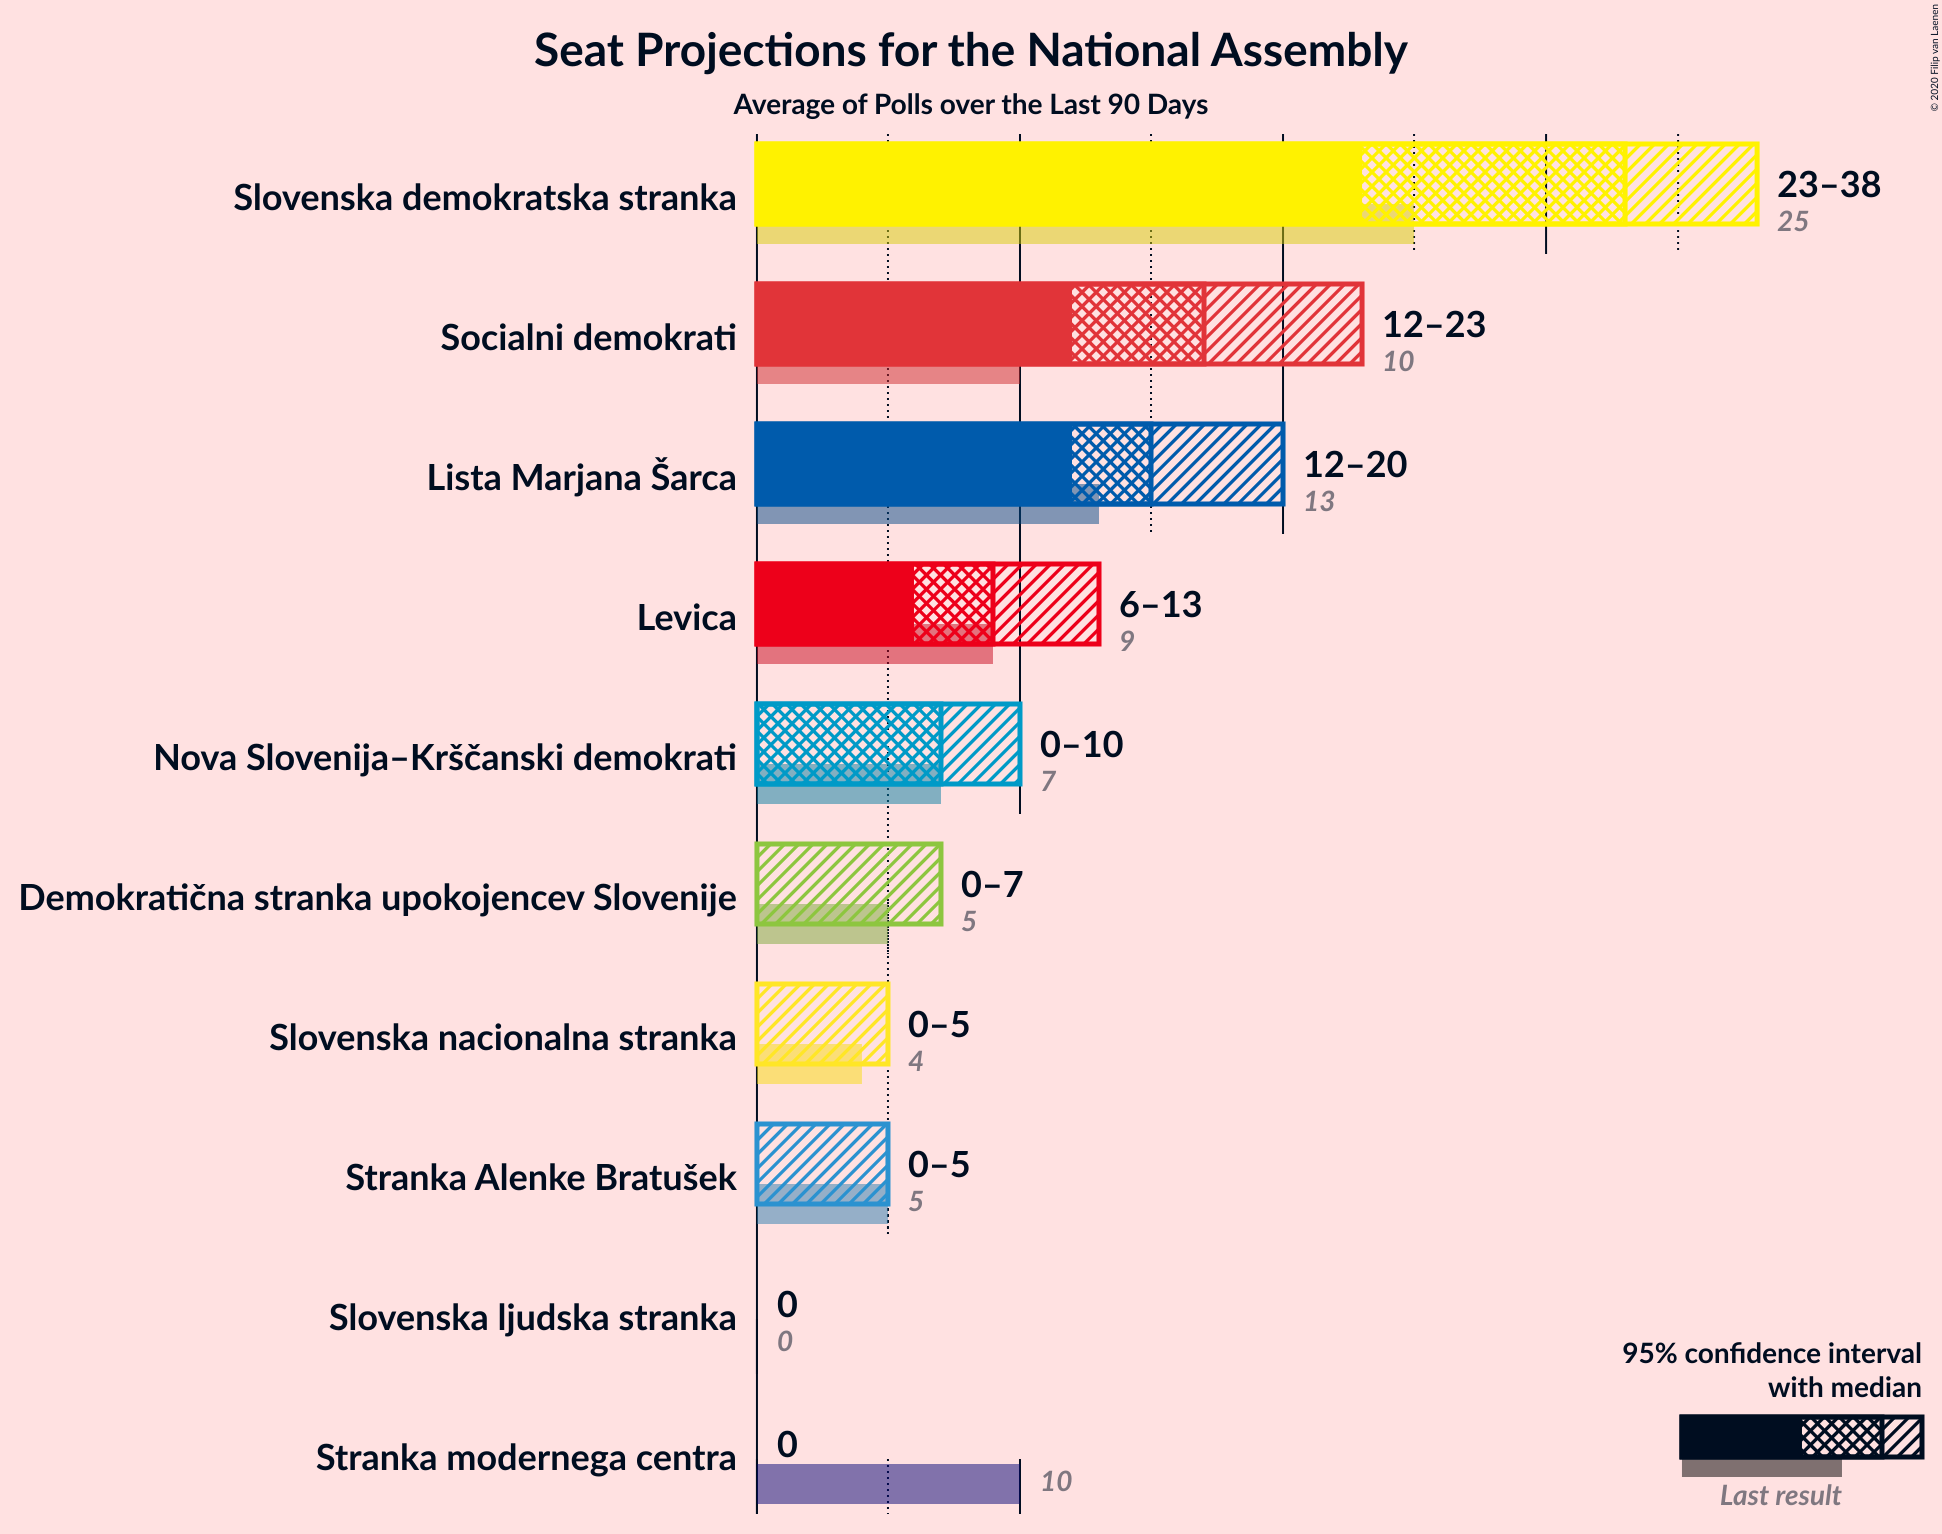 Seat Projections for the National Assembly
Average of Polls over the Last 90 Days
© 2020 Filip van Laenen
Slovenska demokratska stranka
23–38
25
Socialni demokrati
12–23
10
Lista Marjana Šarca
12–20
13
Levica
6–13
9
Nova Slovenija–Krščanski demokrati
0–10
7
Demokratična stranka upokojencev Slovenije
0–7
5
Slovenska nacionalna stranka
0–5
4
Stranka Alenke Bratušek
0–5
5
Slovenska ljudska stranka
0
0
Stranka modernega centra
0
10
95% confidence interval
with median
Last result